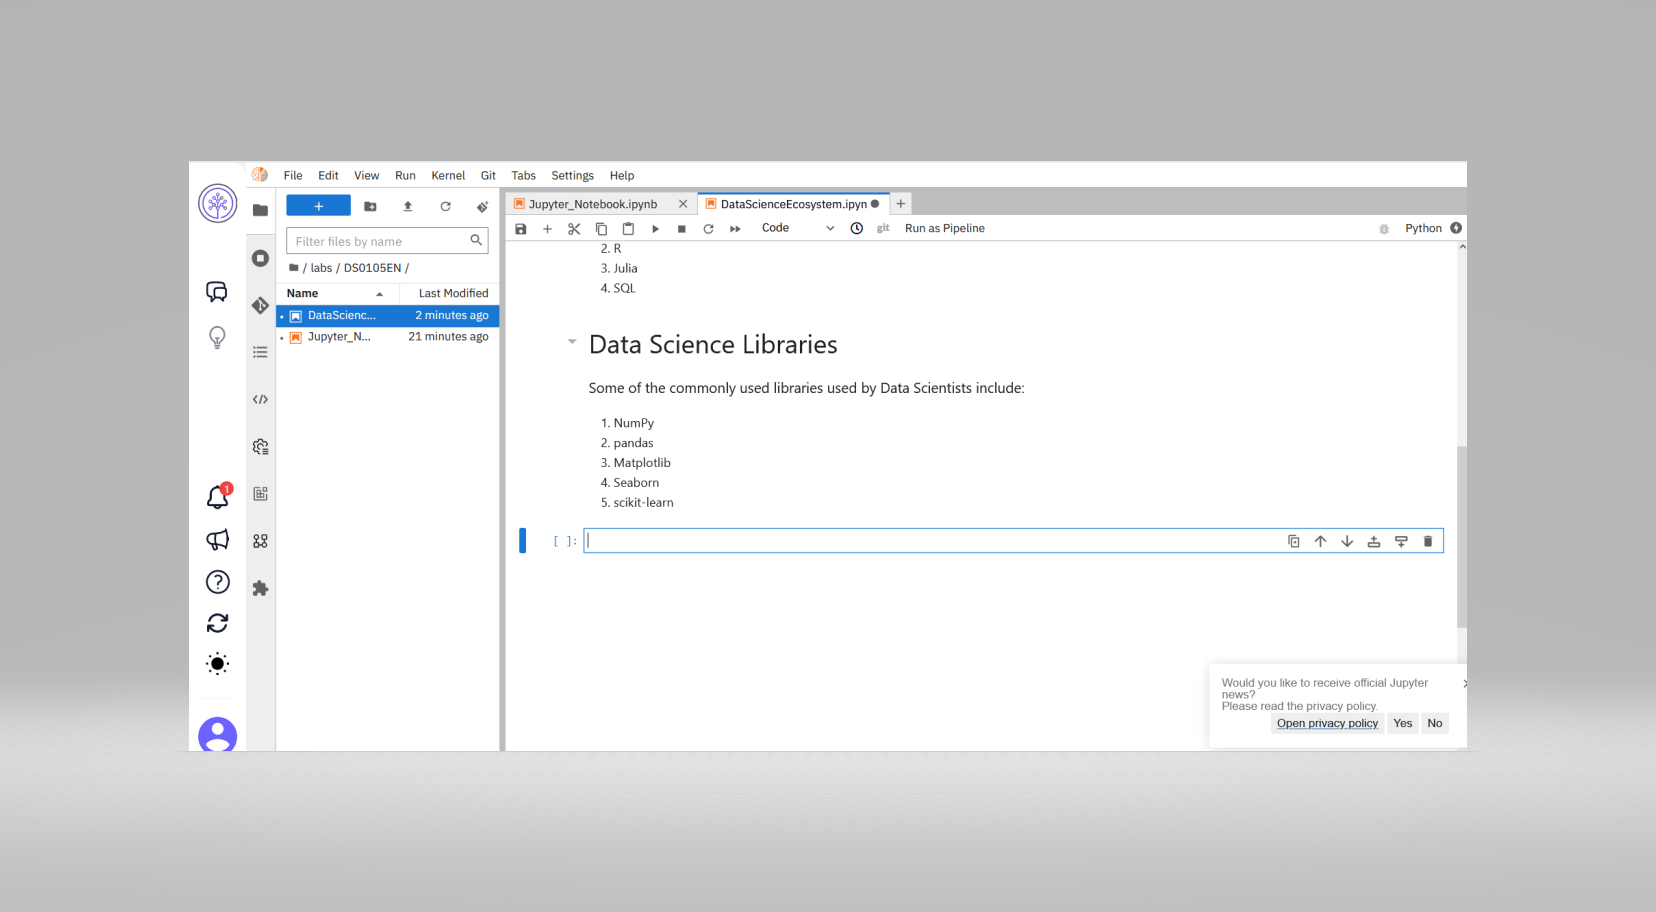 File Edit View Run Kernel Git Tabs Settings Help
Jupyter_Notebook.ipynb DataScienceEcosystem.ipyn
Code git Run as Pipeline Python
Filter files by name
/ labs / DS0105EN /
Name Last Modified
DataScienc... 2 minutes ago
Jupyter_N... 21 minutes ago
2. R
3. Julia
4. SQL
Data Science Libraries
Some of the commonly used libraries used by Data Scientists include:
1. NumPy
2. pandas
3. Matplotlib
4. Seaborn
5. scikit-learn
[ ]:
1
Would you like to receive official Jupyter
news?
Please read the privacy policy.
Open privacy policy Yes No